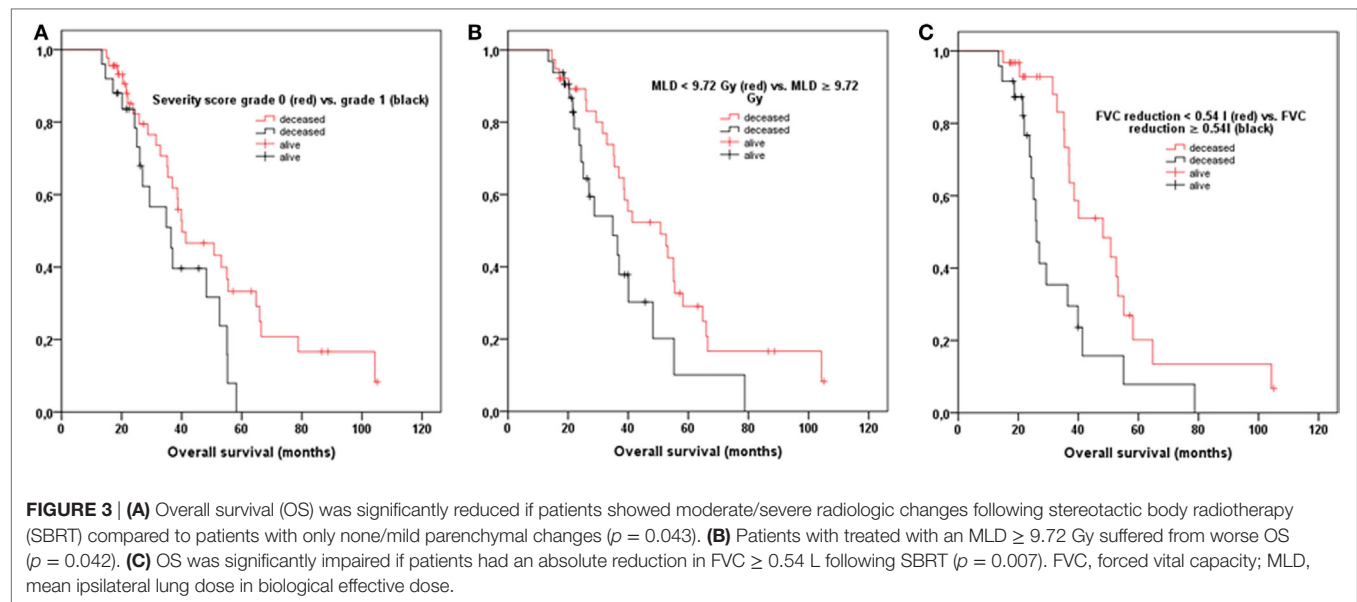 A
1,0
0,8
0,6
0,4
0,2
0,0
0 20 40 60 80 100 120
Overall survival (months)
Severity score grade 0 (red) vs. grade 1 (black)
deceased
deceased
alive
alive
B
1,0
0,8
0,6
0,4
0,2
0,0
0 20 40 60 80 100 120
Overall survival (months)
MLD < 9.72 Gy (red) vs. MLD ≥ 9.72
Gy
deceased
deceased
alive
alive
C
1,0
0,8
0,6
0,4
0,2
0,0
0 20 40 60 80 100 120
Overall survival (months)
FVC reduction < 0.54 l (red) vs. FVC
reduction ≥ 0.54l (black)
deceased
deceased
alive
alive
FIGURE 3 | (A) Overall survival (OS) was significantly reduced if patients showed moderate/severe radiologic changes following stereotactic body radiotherapy
(SBRT) compared to patients with only none/mild parenchymal changes (p = 0.043). (B) Patients with treated with an MLD ≥ 9.72 Gy suffered from worse OS
(p = 0.042). (C) OS was significantly impaired if patients had an absolute reduction in FVC ≥ 0.54 L following SBRT (p = 0.007). FVC, forced vital capacity; MLD,
mean ipsilateral lung dose in biological effective dose.